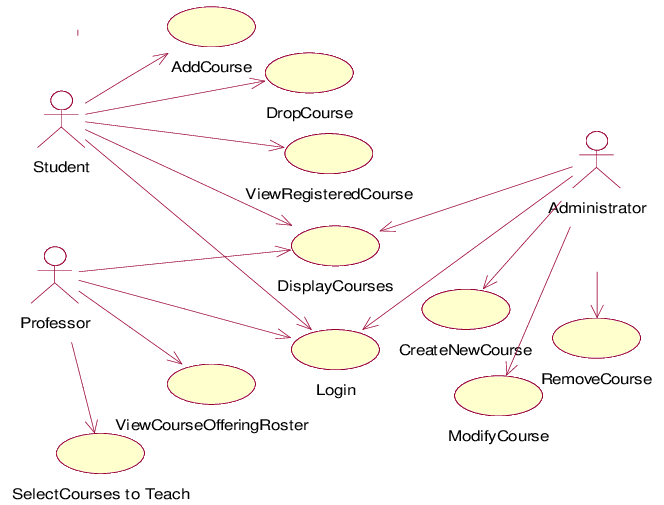 AddCourse
DropCourse
Student
ViewRegisteredCourse
Administrator
DisplayCourses
Professor
CreateNewCourse
RemoveCourse
Login
ViewCourseOfferingRoster
ModifyCourse
SelectCourses to Teach